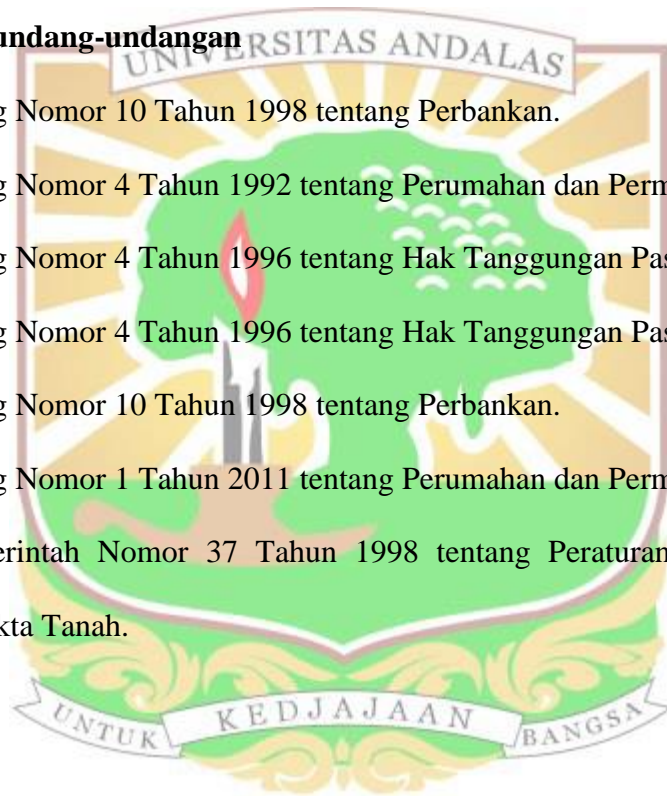 undang-undangan
UNIVERSITAS ANDALAS
g Nomor 10 Tahun 1998 tentang Perbankan.
g Nomor 4 Tahun 1992 tentang Perumahan dan Perm
g Nomor 4 Tahun 1996 tentang Hak Tanggungan Pas
g Nomor 4 Tahun 1996 tentang Hak Tanggungan Pas
g Nomor 10 Tahun 1998 tentang Perbankan.
g Nomor 1 Tahun 2011 tentang Perumahan dan Perm
erintah Nomor 37 Tahun 1998 tentang Peraturan
kta Tanah.
UNTUK KEDJAJAAN BANGSA